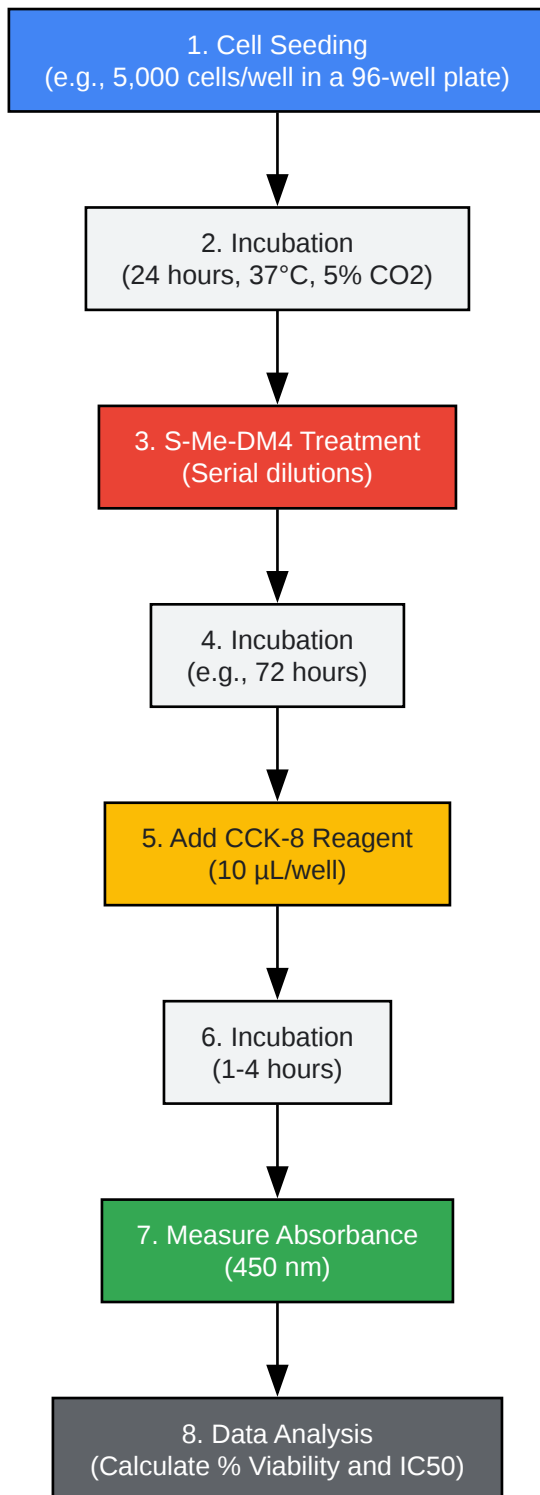 1. Cell Seeding
(e.g., 5,000 cells/well in a 96-well plate)
2. Incubation
(24 hours, 37°C, 5% CO2)
3. S-Me-DM4 Treatment
(Serial dilutions)
4. Incubation
(e.g., 72 hours)
5. Add CCK-8 Reagent
(10 µL/well)
6. Incubation
(1-4 hours)
7. Measure Absorbance
(450 nm)
8. Data Analysis
(Calculate % Viability and IC50)